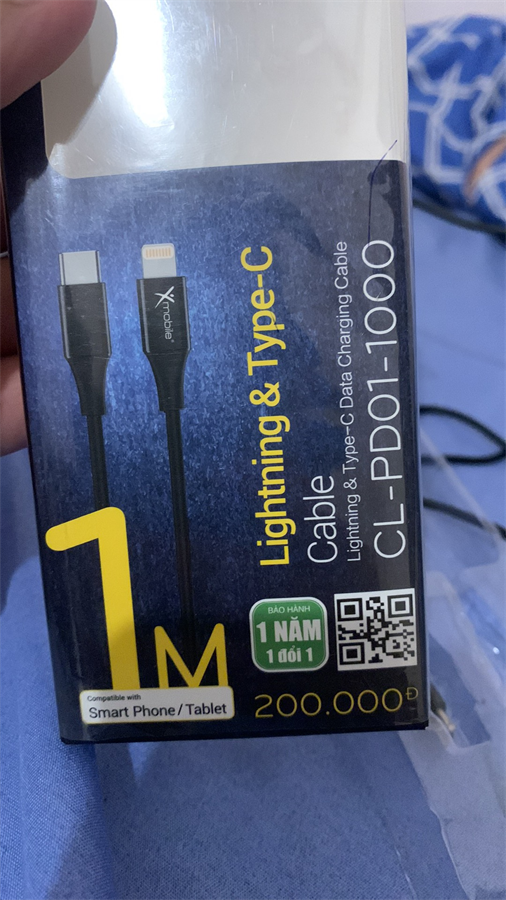 Xmobile
Lightning & Type-C
Cable
Lightning & Type-C Data Charging Cable
CL-PD01-1000
1M
Compatible with
Smart Phone/Tablet
BẢO HÀNH
1 NĂM
1 đổi 1
200.000Đ